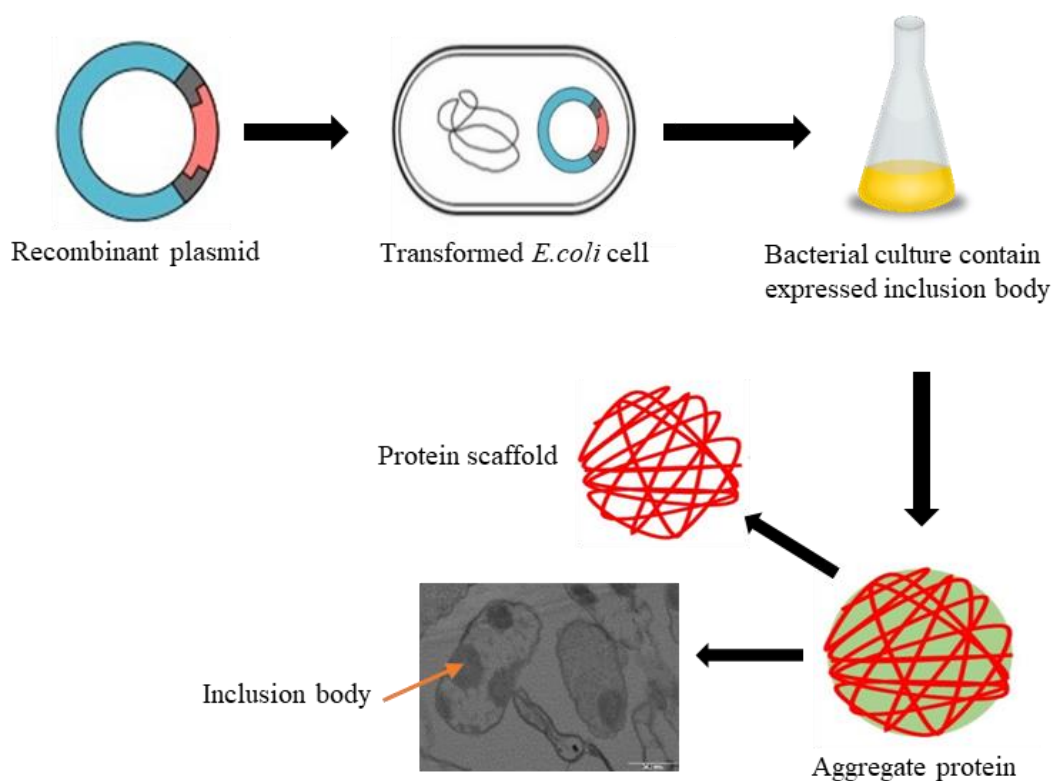 Recombinant plasmid
Transformed E.coli cell
Bacterial culture contain
expressed inclusion body
Protein scaffold
Inclusion body
Aggregate protein